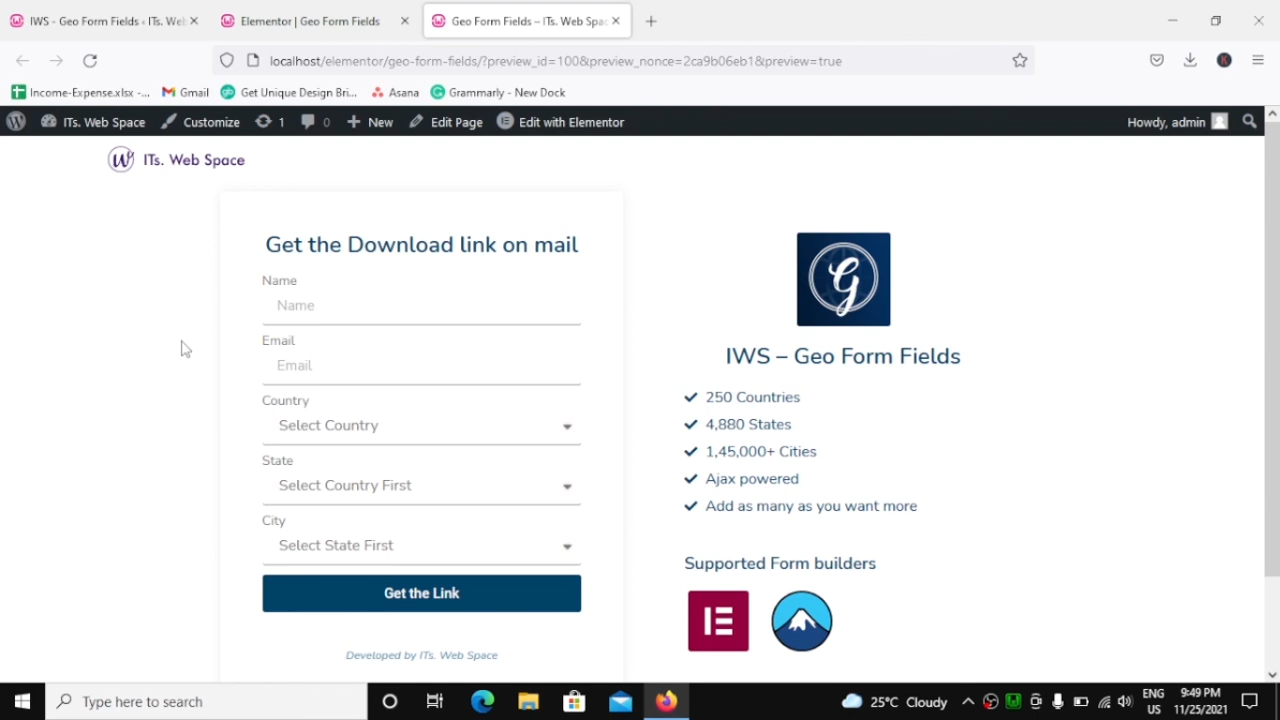 IWS - Geo Form Fields ‹ ITs. Web
Elementor | Geo Form Fields
Geo Form Fields – ITs. Web Spac
localhost/elementor/geo-form-fields/?preview_id=100&preview_nonce=2ca9b06eb1&preview=true
Income-Expense.xlsx -...
Gmail
Get Unique Design Bri...
Asana
Grammarly - New Dock
ITs. Web Space
Customize
1
0
New
Edit Page
Edit with Elementor
Howdy, admin
ITs. Web Space
Get the Download link on mail
Name
Name
Email
Email
Country
Select Country
State
Select Country First
City
Select State First
Get the Link
Developed by ITs. Web Space
IWS – Geo Form Fields
250 Countries
4,880 States
1,45,000+ Cities
Ajax powered
Add as many as you want more
Supported Form builders
Type here to search
25°C Cloudy
ENG
US
9:49 PM
11/25/2021